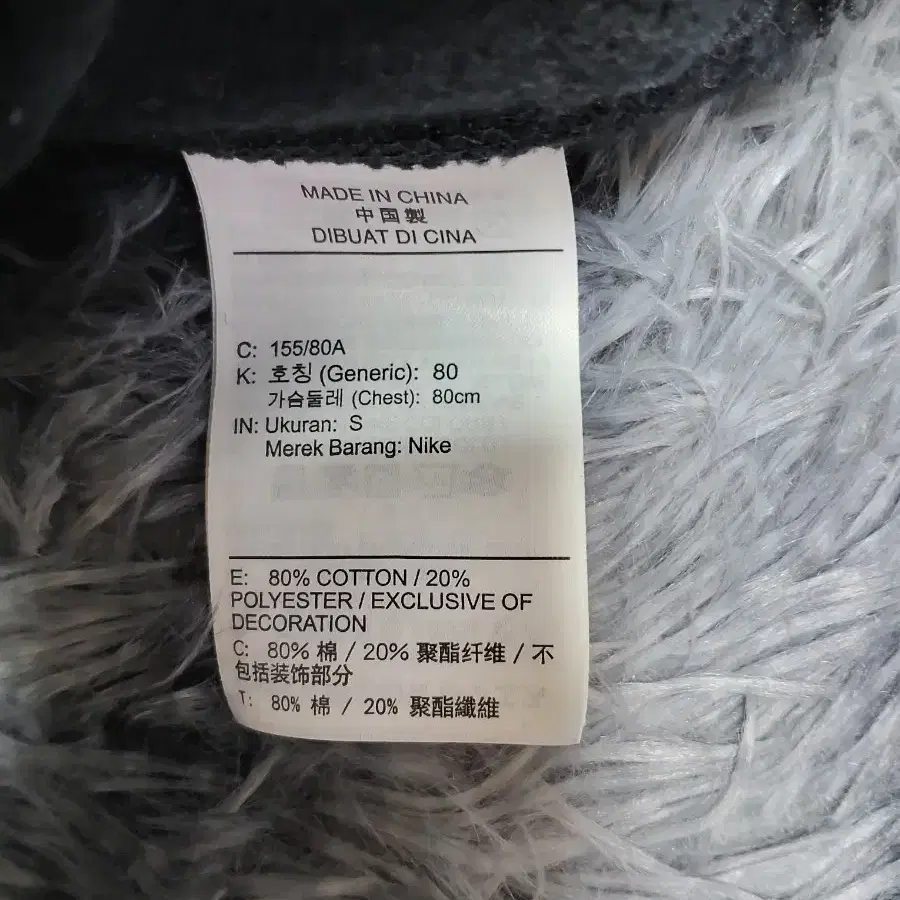 MADE IN CHINA
中国製
DIBUAT DI CINA
C: 155/80A
K: 호칭 (Generic): 80
가슴둘레 (Chest): 80cm
IN: Ukuran: S
Merek Barang: Nike
E: 80% COTTON / 20%
POLYESTER / EXCLUSIVE OF
DECORATION
C: 80% 棉 / 20% 聚酯纤维 / 不
包括装饰部分
T: 80% 棉 / 20% 聚酯纖維